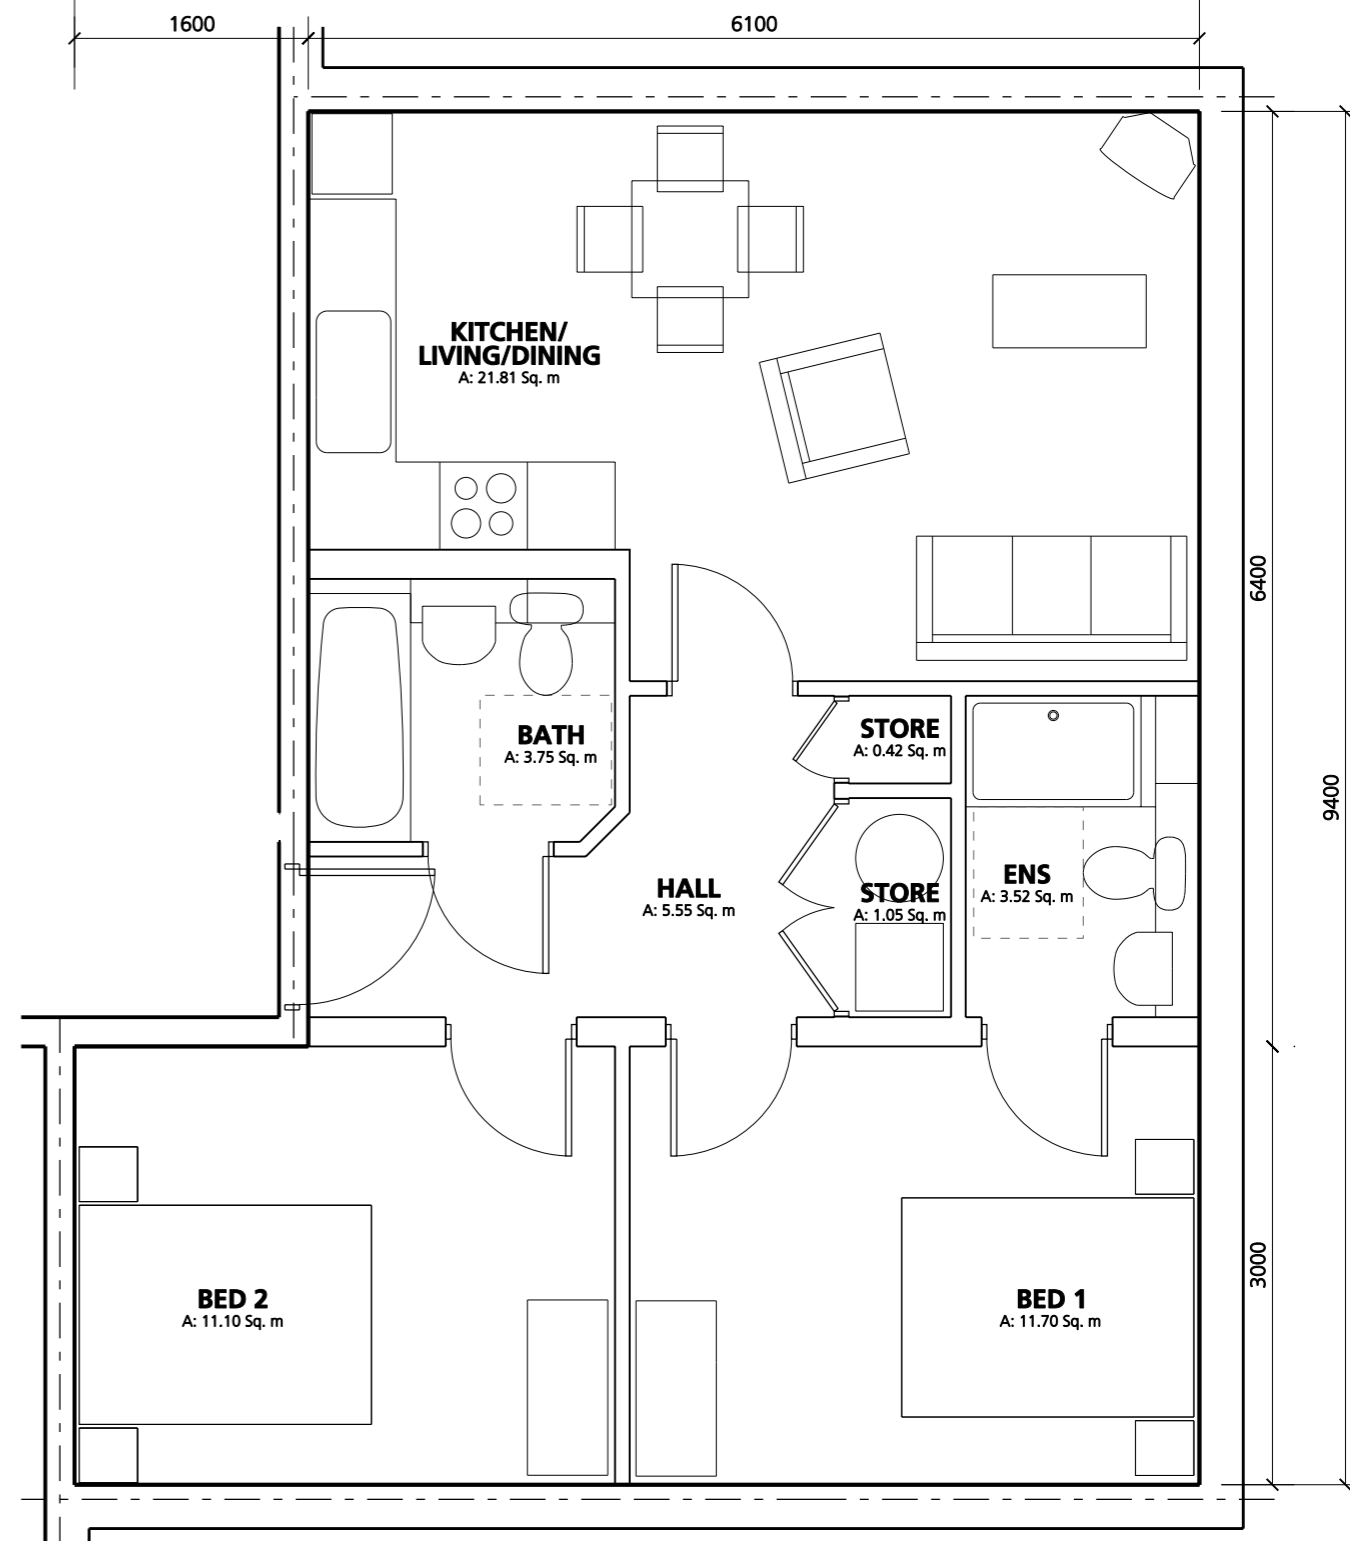 1600
6100
KITCHEN/
LIVING/DINING
A: 21.81 Sq. m
6400
9400
BATH
A: 3.75 Sq. m
STORE
A: 0.42 Sq. m
HALL
A: 5.55 Sq. m
STORE
A: 1.05 Sq. m
ENS
A: 3.52 Sq. m
3000
BED 2
A: 11.10 Sq. m
BED 1
A: 11.70 Sq. m